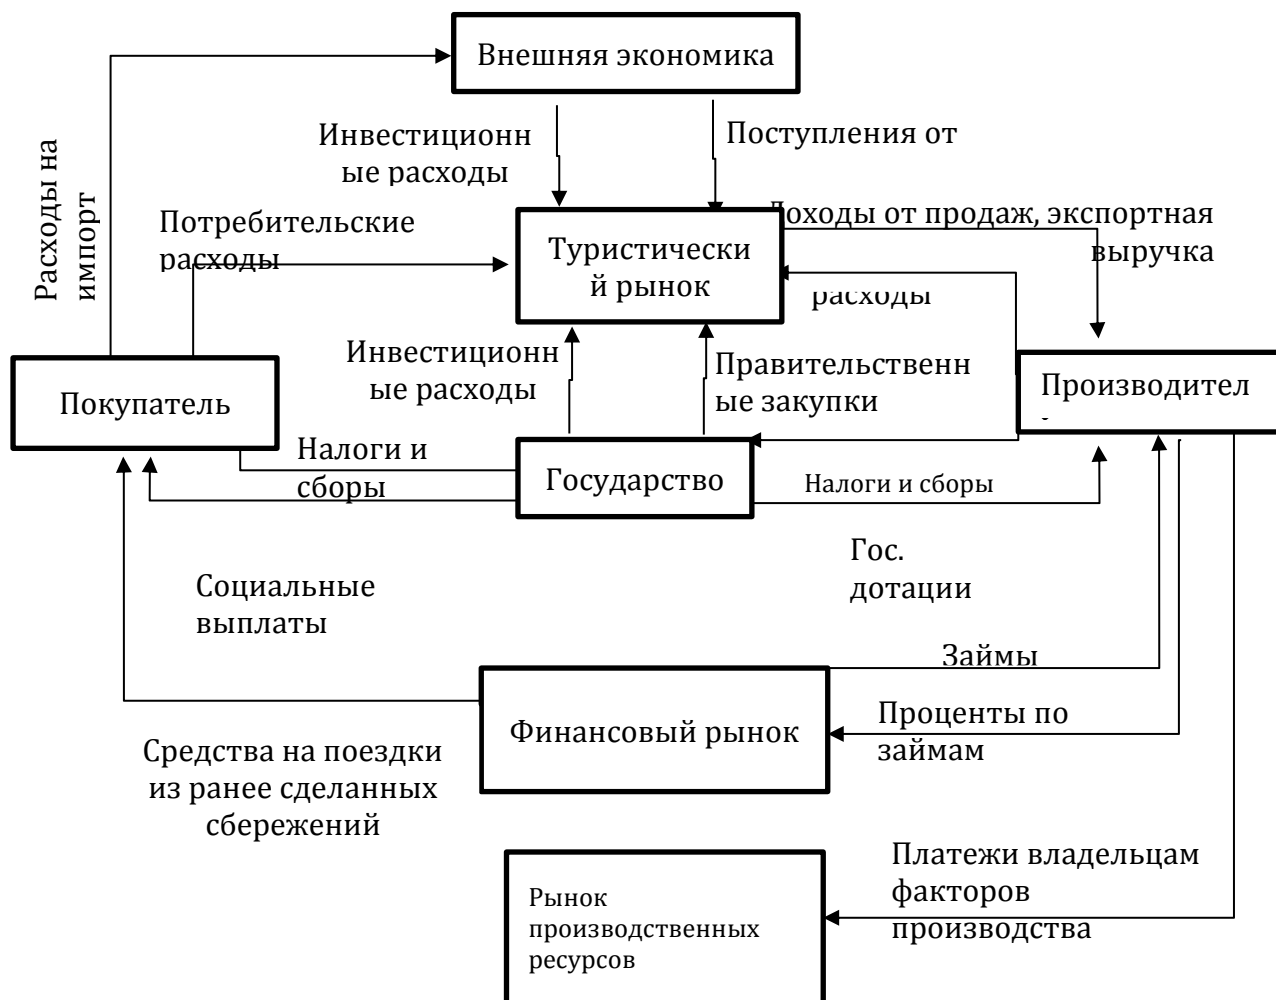 Внешняя экономика
Инвестиционн
ые расходы
Поступления от
Расходы на
импорт
Потребительские
расходы
доходы от продаж, экспортная
выручка
Туристически
й рынок
расходы
Инвестиционн
ые расходы
Правительственн
ые закупки
Покупатель
Производител
Налоги и
сборы
Государство
Налоги и сборы
Гос.
дотации
Социальные
выплаты
Займы
Финансовый рынок
Проценты по
займам
Средства на поездки
из ранее сделанных
сбережений
Платежи владельцам
факторов
производства
Рынок
производственных
ресурсов